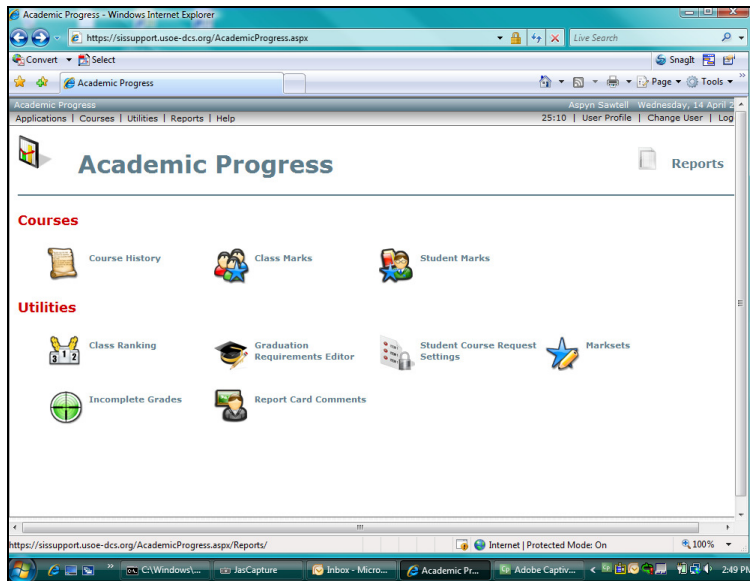 Academic Progress - Windows Internet Explorer
https://sissupport.usoe-dcs.org/AcademicProgress.aspx
Live Search
Convert Select
SnagIt
Academic Progress
Page Tools
Academic Progress Aspyn Sawtell Wednesday, 14 April 2
Applications | Courses | Utilities | Reports | Help 25:10 | User Profile | Change User | Log
Academic Progress
Reports
Courses
Course History
Class Marks
Student Marks
Utilities
Class Ranking
Graduation
Requirements Editor
Student Course Request
Settings
Marksets
Incomplete Grades
Report Card Comments
https://sissupport.usoe-dcs.org/AcademicProgress.aspx/Reports/
Internet | Protected Mode: On
100%
C:\Windows\...
JasCapture
Inbox - Micro...
Academic Pr...
Adobe Captiv...
2:49 P